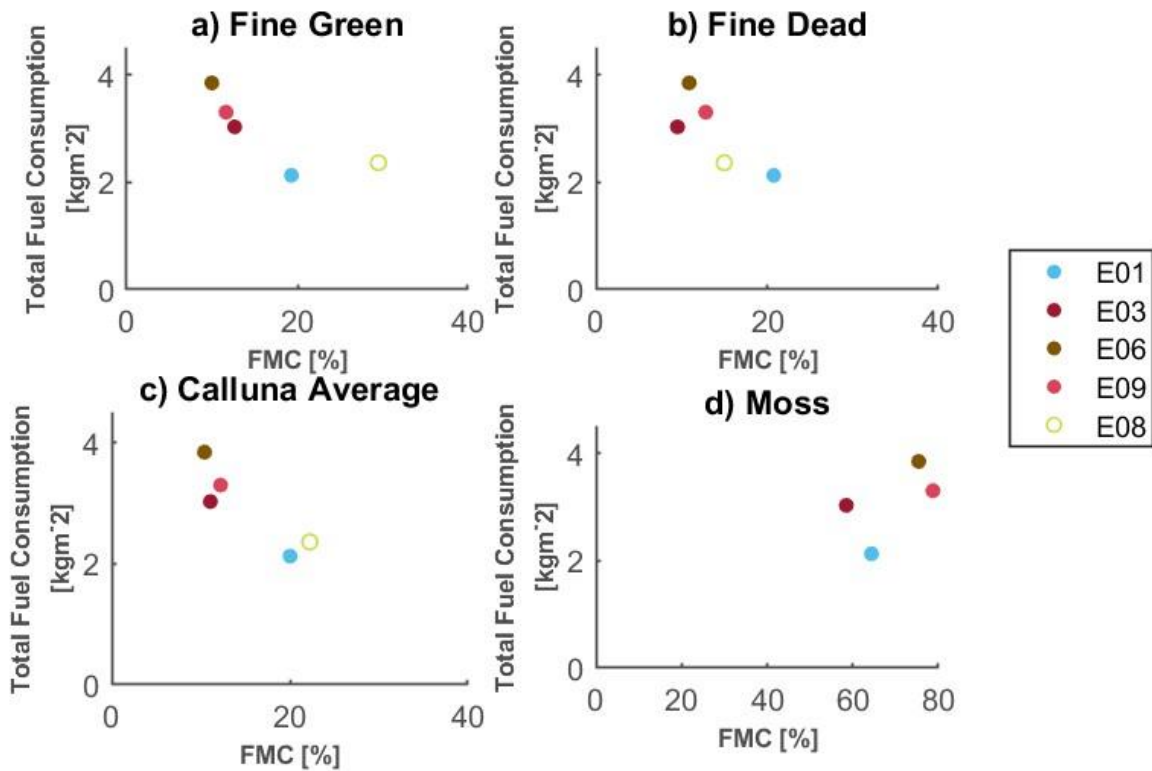 a) Fine Green
Total Fuel Consumption
[kgm-2]
4
2
0
0 20 40
FMC [%]
b) Fine Dead
Total Fuel Consumption
[kgm-2]
4
2
0
0 20 40
FMC [%]
E01
E03
E06
E09
E08
c) Calluna Average
Total Fuel Consumption
[kgm-2]
4
2
0
0 20 40
FMC [%]
d) Moss
Total Fuel Consumption
[kgm-2]
4
2
0
0 20 40 60 80
FMC [%]